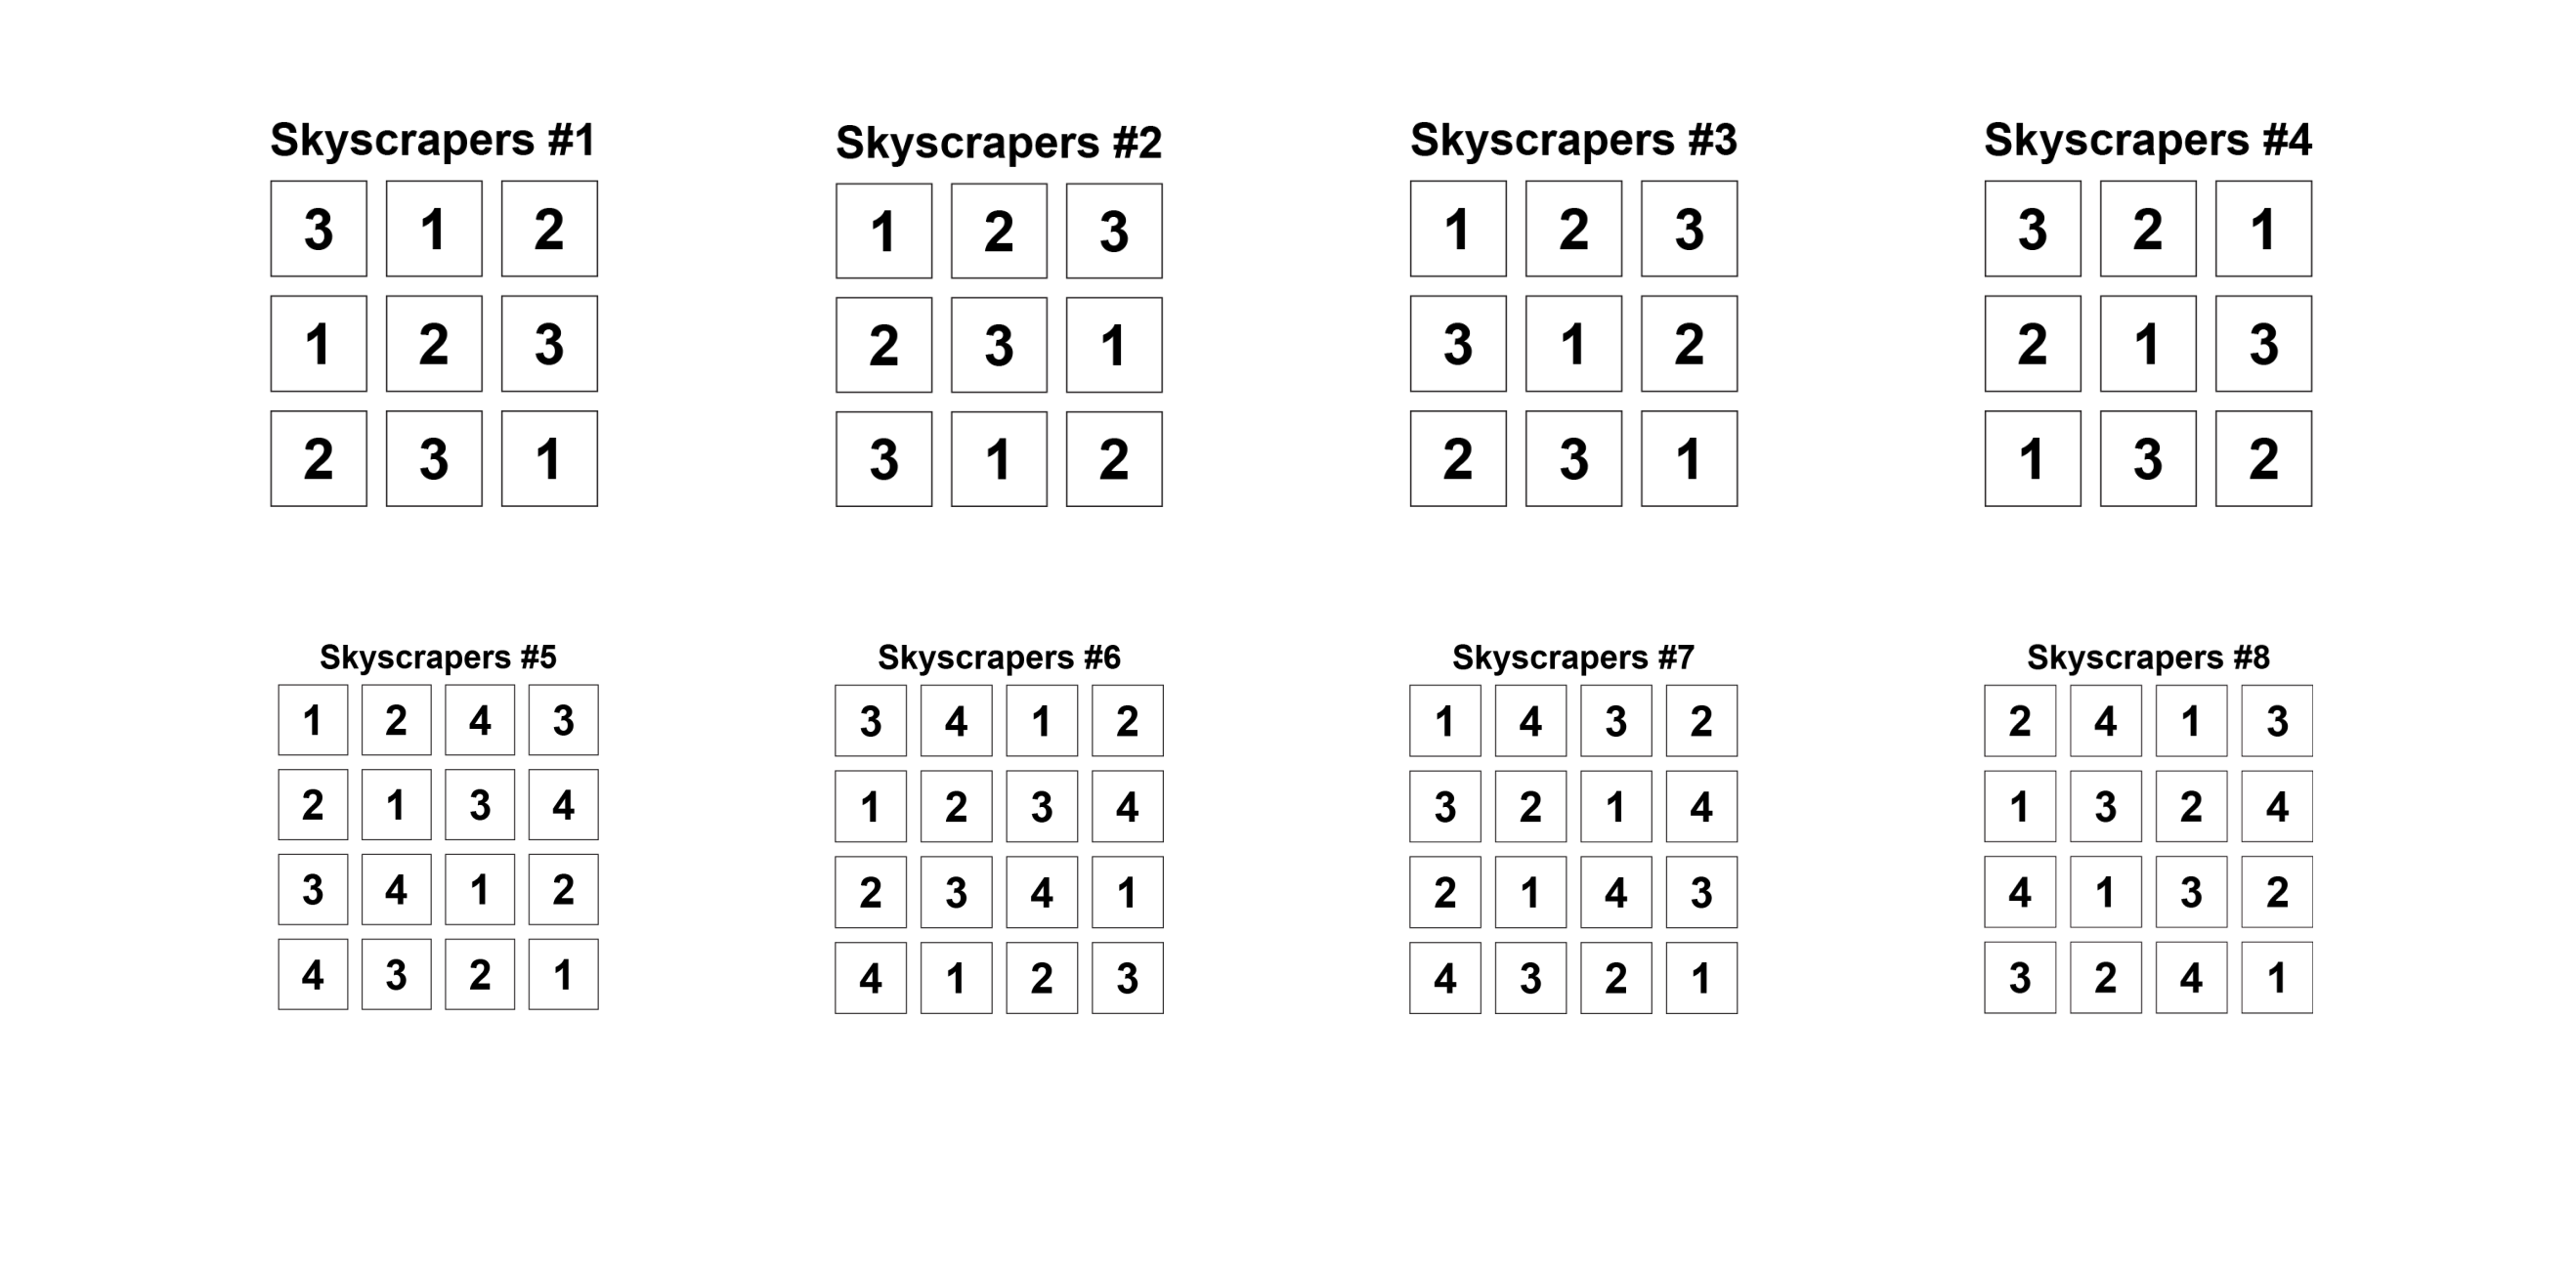 Skyscrapers #1
3 1 2
1 2 3
2 3 1
Skyscrapers #2
1 2 3
2 3 1
3 1 2
Skyscrapers #3
1 2 3
3 1 2
2 3 1
Skyscrapers #4
3 2 1
2 1 3
1 3 2
Skyscrapers #5
1 2 4 3
2 1 3 4
3 4 1 2
4 3 2 1
Skyscrapers #6
3 4 1 2
1 2 3 4
2 3 4 1
4 1 2 3
Skyscrapers #7
1 4 3 2
3 2 1 4
2 1 4 3
4 3 2 1
Skyscrapers #8
2 4 1 3
1 3 2 4
4 1 3 2
3 2 4 1